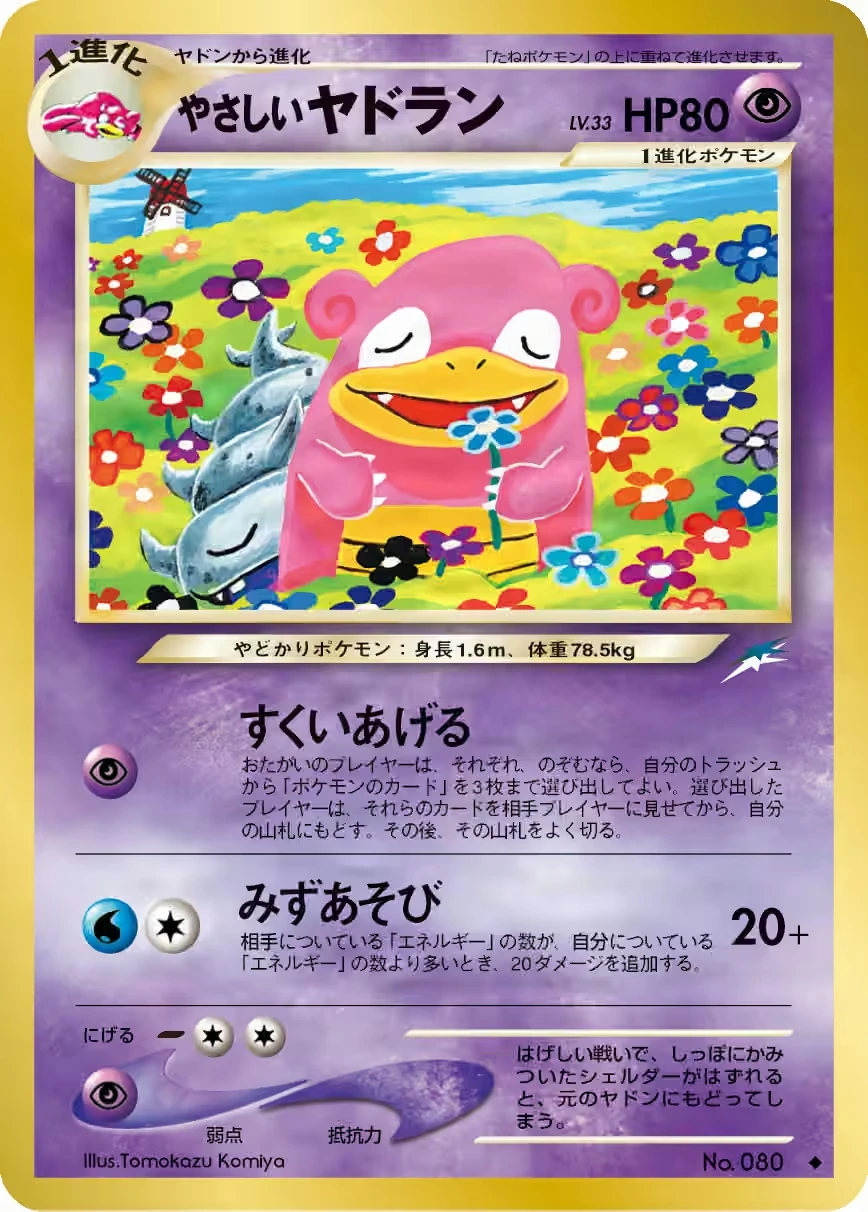 1進化
ヤドンから進化
「たねポケモン」の上に重ねて進化させます。
やさしいヤドラン
LV.33 HP80
1進化ポケモン
やどかりポケモン：身長1.6m、体重78.5kg
すくいあげる
おたがいのプレイヤーは、それぞれ、のぞむなら、自分のトラッシュ
から「ポケモンのカード」を3枚まで選び出してよい。選び出した
プレイヤーは、それらのカードを相手プレイヤーに見せてから、自分
の山札にもどす。その後、その山札をよく切る。
みずあそび
20+
相手についている「エネルギー」の数が、自分についている
「エネルギー」の数より多いとき、20ダメージを追加する。
にげる
はげしい戦いで、しっぽにかみ
ついたシェルダーがはずれる
と、元のヤドンにもどってし
まう。
弱点
抵抗力
Illus.Tomokazu Komiya
No.080